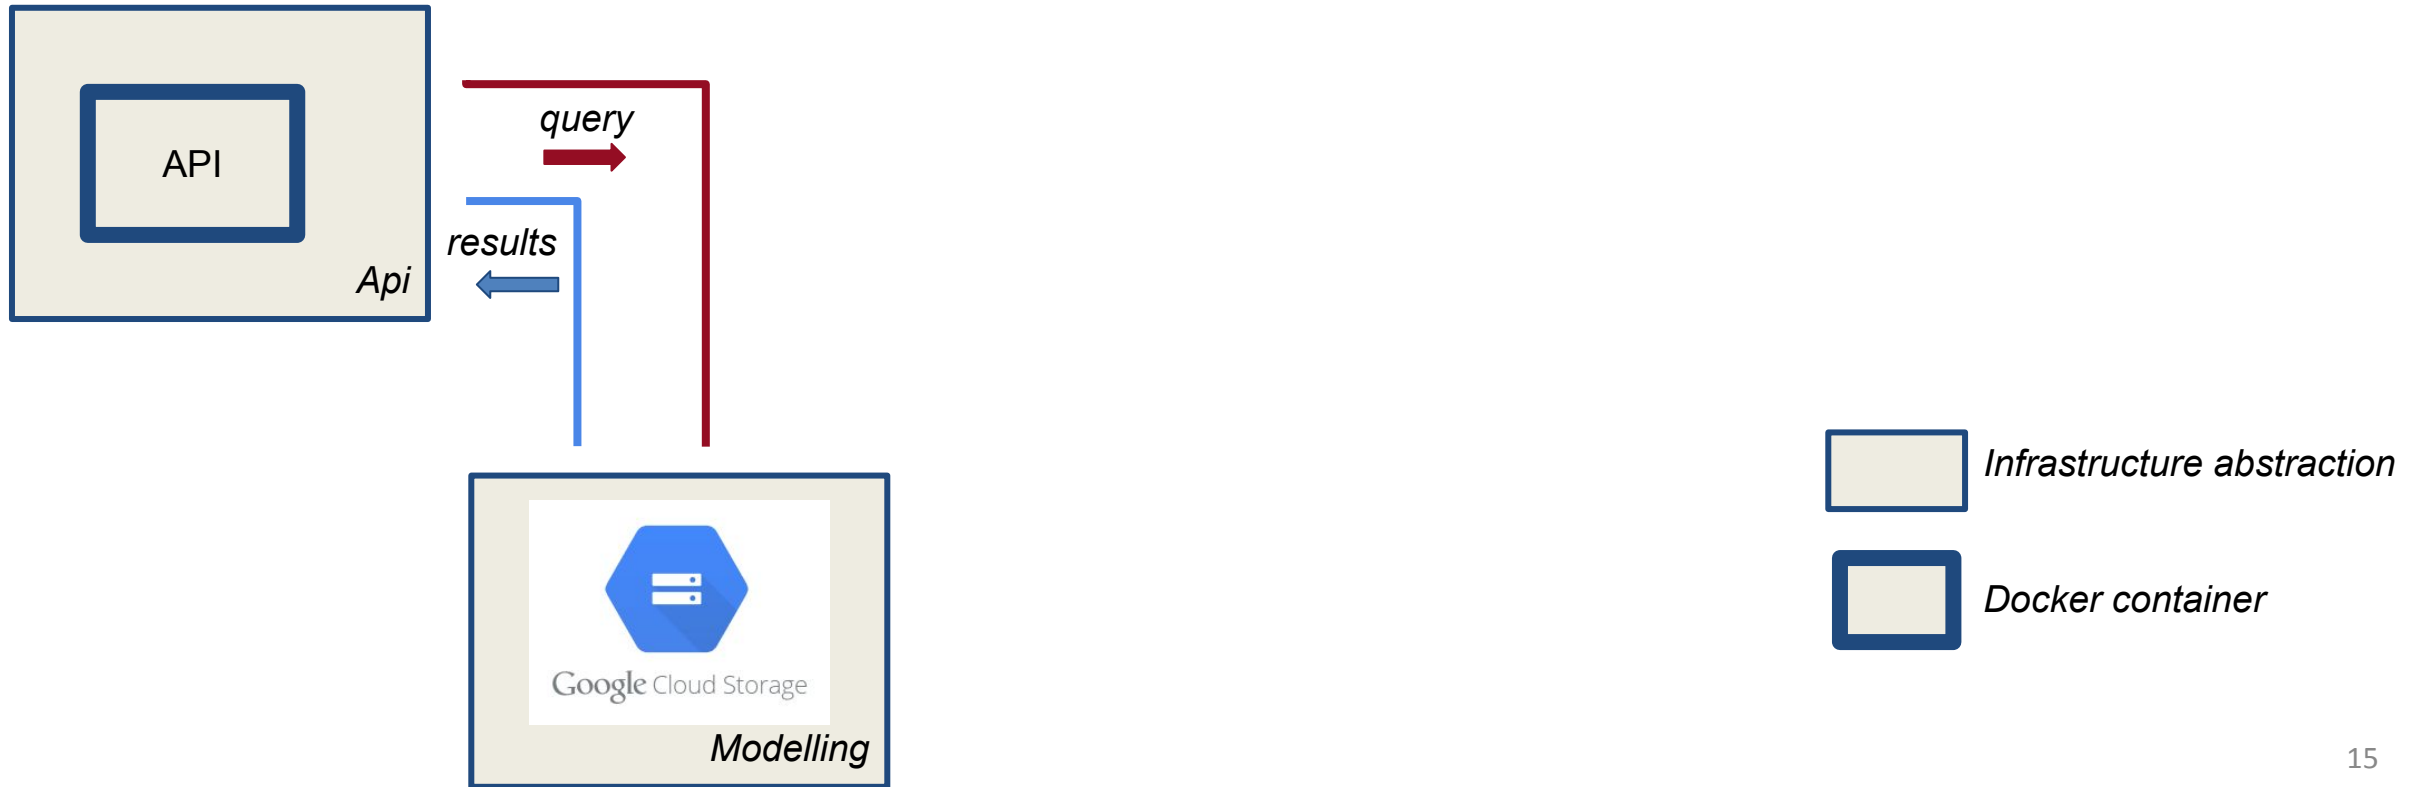 API
Api
query
results
Google Cloud Storage
Modelling
Infrastructure abstraction
Docker container
15